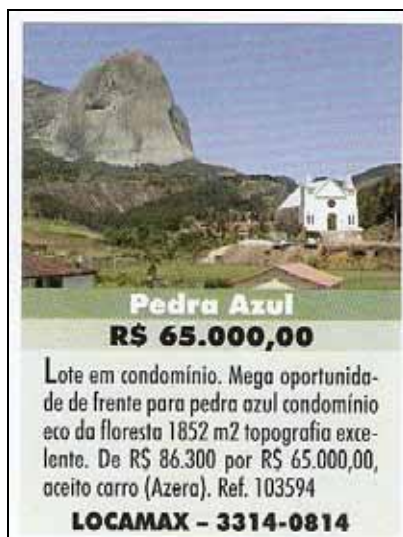 Pedra Azul
R$ 65.000,00
Lote em condomínio. Mega oportunida-
de de frente para pedra azul condomínio
eco da floresta 1852 m2 topografia exce-
lente. De R$ 86.300 por R$ 65.000,00,
aceito carro (Azera). Ref. 103594
LOCAMAX – 3314-0814